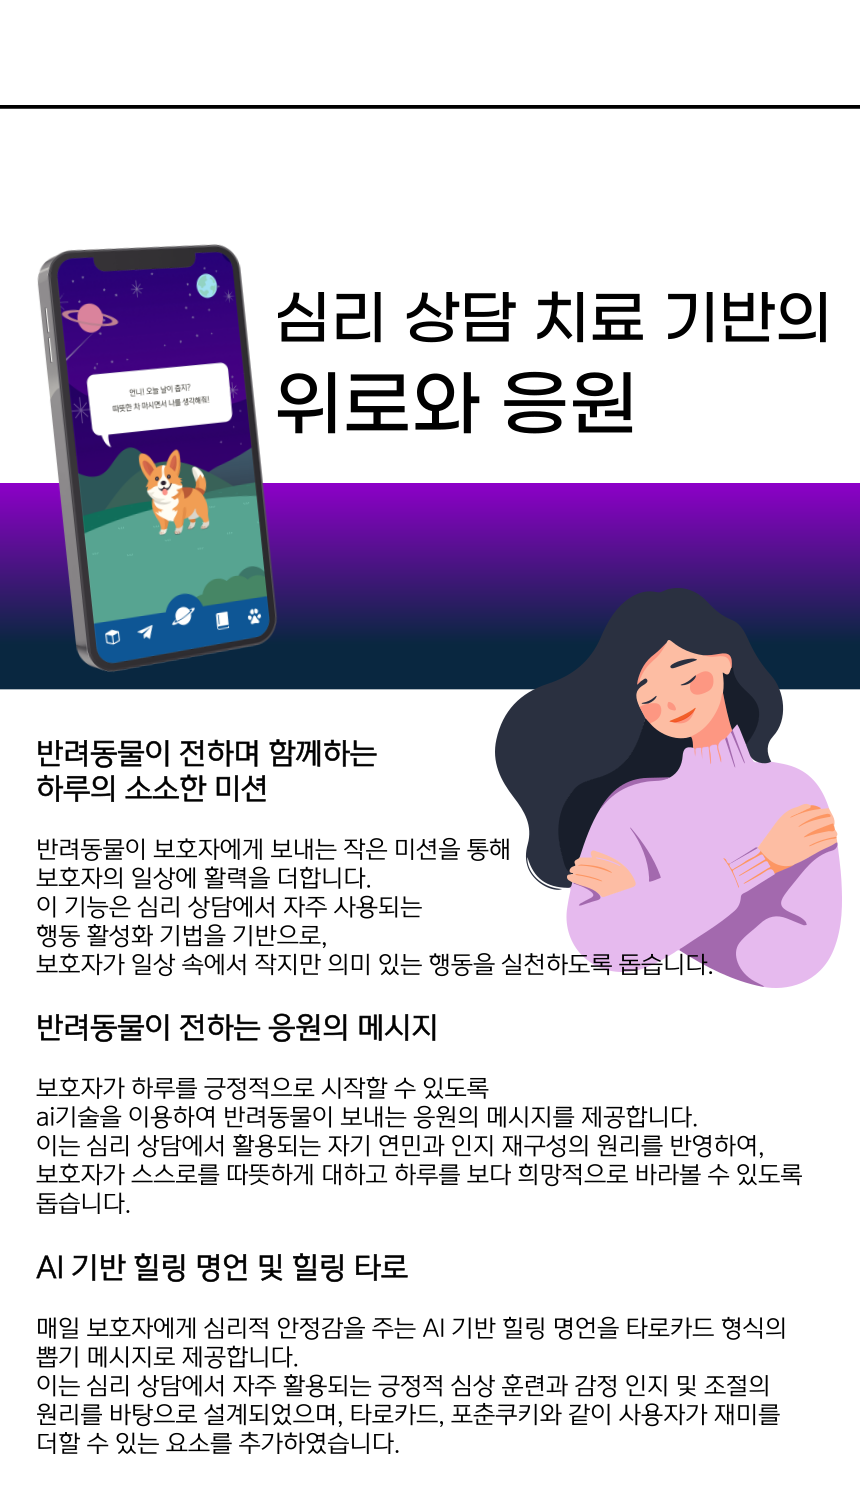 언니! 오늘 날이 춥지?
따뜻한 차 마시면서 나를 생각해줘!
심리 상담 치료 기반의
위로와 응원
반려동물이 전하며 함께하는
하루의 소소한 미션
반려동물이 보호자에게 보내는 작은 미션을 통해
보호자의 일상에 활력을 더합니다.
이 기능은 심리 상담에서 자주 사용되는
행동 활성화 기법을 기반으로,
보호자가 일상 속에서 작지만 의미 있는 행동을 실천하도록 돕습니다.
반려동물이 전하는 응원의 메시지
보호자가 하루를 긍정적으로 시작할 수 있도록
ai기술을 이용하여 반려동물이 보내는 응원의 메시지를 제공합니다.
이는 심리 상담에서 활용되는 자기 연민과 인지 재구성의 원리를 반영하여,
보호자가 스스로를 따뜻하게 대하고 하루를 보다 희망적으로 바라볼 수 있도록
돕습니다.
AI 기반 힐링 명언 및 힐링 타로
매일 보호자에게 심리적 안정감을 주는 AI 기반 힐링 명언을 타로카드 형식의
뽑기 메시지로 제공합니다.
이는 심리 상담에서 자주 활용되는 긍정적 심상 훈련과 감정 인지 및 조절의
원리를 바탕으로 설계되었으며, 타로카드, 포춘쿠키와 같이 사용자가 재미를
더할 수 있는 요소를 추가하였습니다.